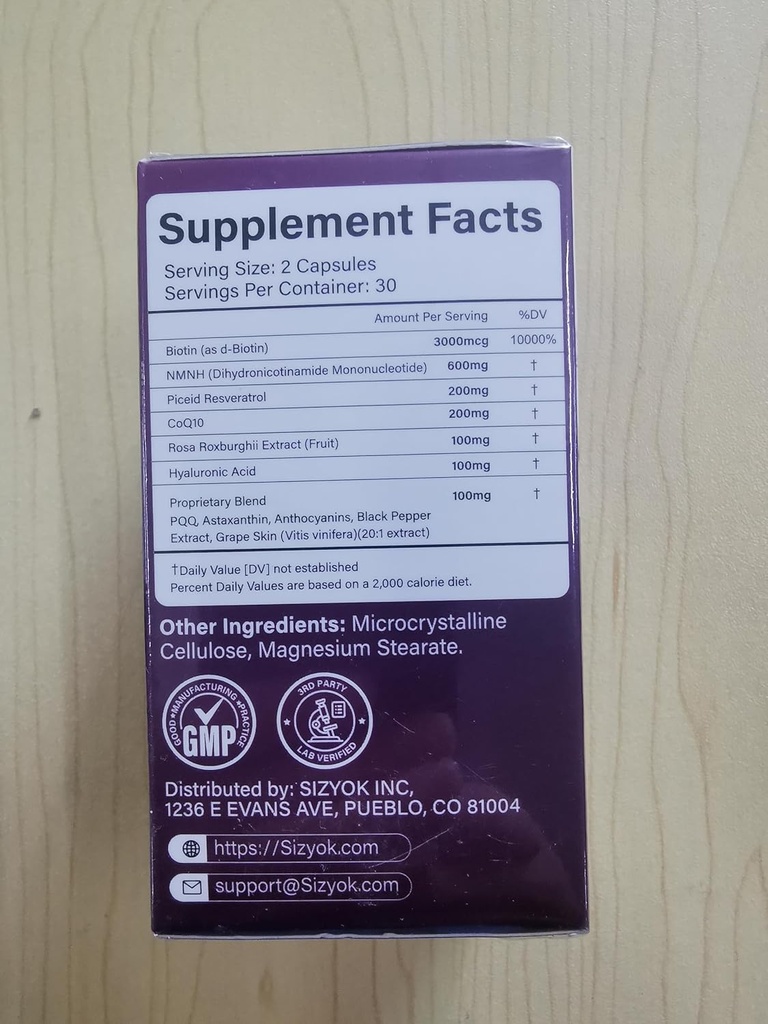 Supplement Facts
Serving Size: 2 Capsules
Servings Per Container: 30
Amount Per Serving %DV
Biotin (as d-Biotin) 3000mcg 10000%
NMNH (Dihydronicotinamide Mononucleotide) 600mg †
Piceid Resveratrol 200mg †
CoQ10 200mg †
Rosa Roxburghii Extract (Fruit) 100mg †
Hyaluronic Acid 100mg †
Proprietary Blend 100mg †
PQQ, Astaxanthin, Anthocyanins, Black Pepper
Extract, Grape Skin (Vitis vinifera)(20:1 extract)
†Daily Value [DV] not established
Percent Daily Values are based on a 2,000 calorie diet.
Other Ingredients: Microcrystalline
Cellulose, Magnesium Stearate.
GOOD MANUFACTURING PRACTICE
GMP
3RD PARTY
LAB VERIFIED
Distributed by: SIZYOK INC,
1236 E EVANS AVE, PUEBLO, CO 81004
https://Sizyok.com
support@Sizyok.com